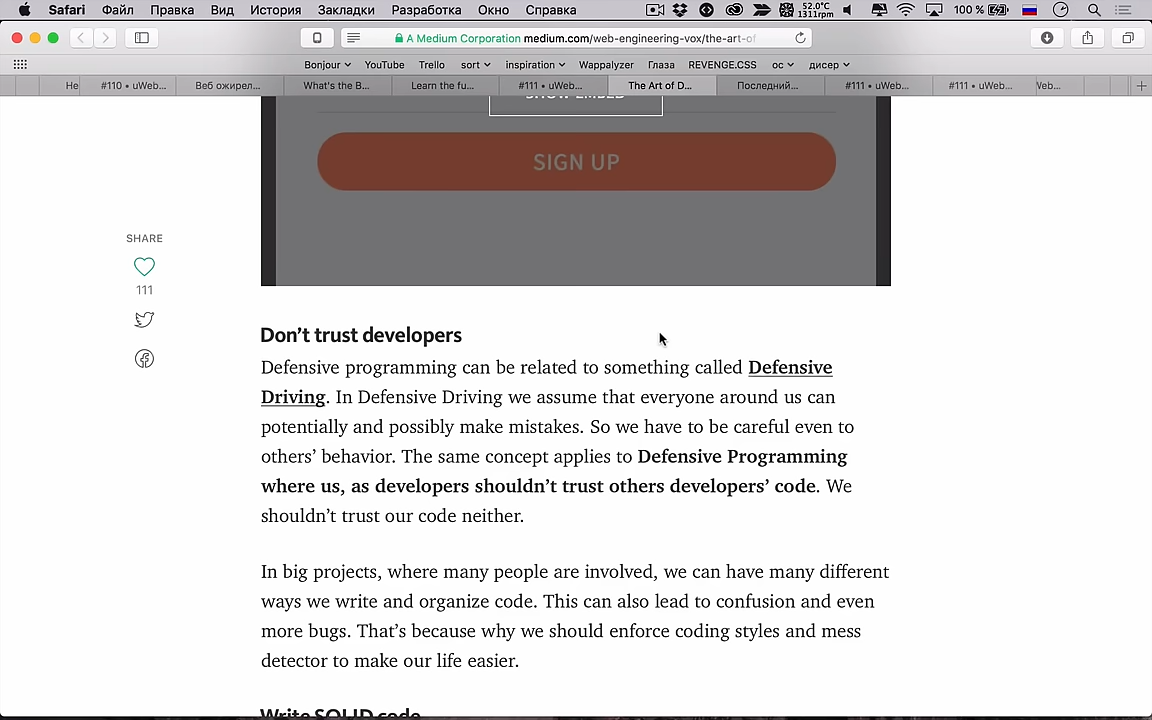 Safari Файл Правка Вид История Закладки Разработка Окно Справка 52.0°C 1311rpm 100 %
A Medium Corporation medium.com/web-engineering-vox/the-art-of
Bonjour YouTube Trello sort inspiration Wappalyzer Глаза REVENGE.CSS ос дисер
Не #110 • uWeb... Веб ожирел... What's the B... Learn the fu... #111 • uWeb... The Art of D... Последний... #111 • uWeb... #111 • uWeb... Web...
SHOW EMBED
SIGN UP
SHARE
111
Don't trust developers
Defensive programming can be related to something called Defensive
Driving. In Defensive Driving we assume that everyone around us can
potentially and possibly make mistakes. So we have to be careful even to
others' behavior. The same concept applies to Defensive Programming
where us, as developers shouldn't trust others developers' code. We
shouldn't trust our code neither.
In big projects, where many people are involved, we can have many different
ways we write and organize code. This can also lead to confusion and even
more bugs. That's because why we should enforce coding styles and mess
detector to make our life easier.
Write SOLID code